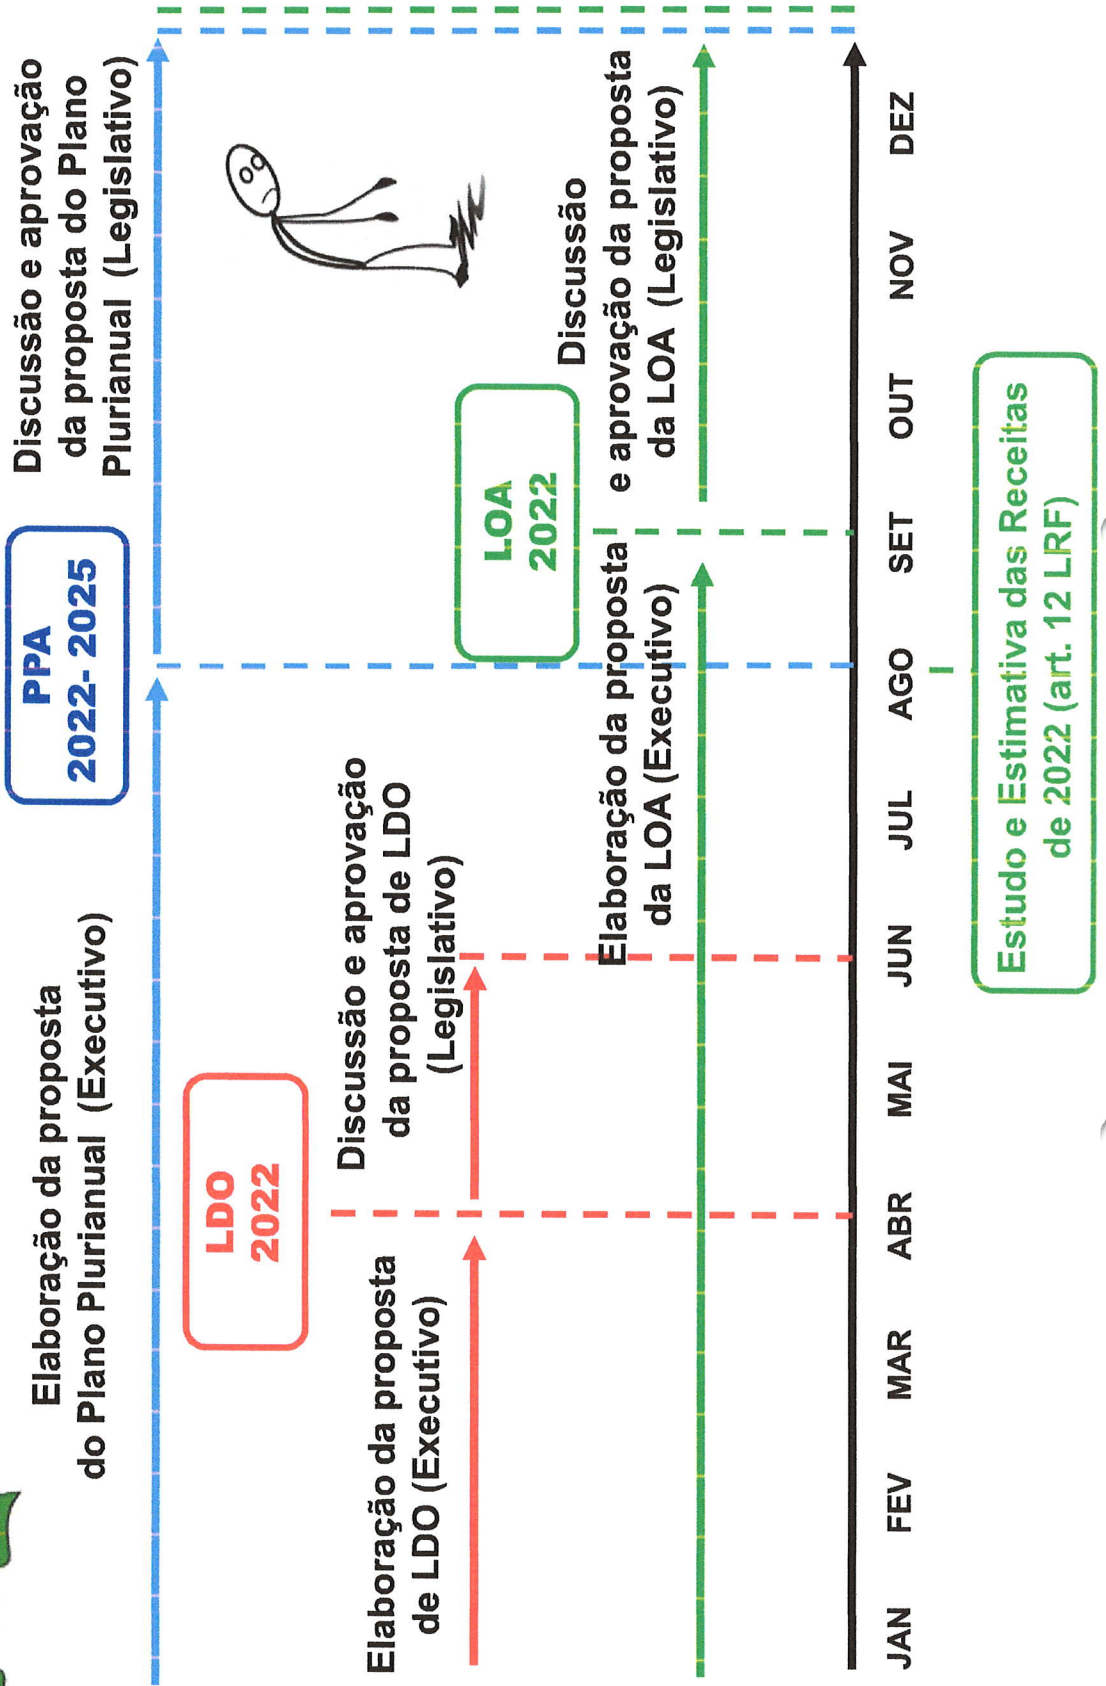 Elaboração da proposta
do Plano Plurianual (Executivo)
PPA
2022- 2025
Discussão e aprovação
da proposta do Plano
Plurianual (Legislativo)
LDO
2022
Elaboração da proposta
de LDO (Executivo)
Discussão e aprovação
da proposta de LDO
(Legislativo)
LOA
2022
Elaboração da proposta
da LOA (Executivo)
Discussão
e aprovação da proposta
da LOA (Legislativo)
JAN FEV MAR ABR MAI JUN JUL AGO SET OUT NOV DEZ
Estudo e Estimativa das Receitas
de 2022 (art. 12 LRF)